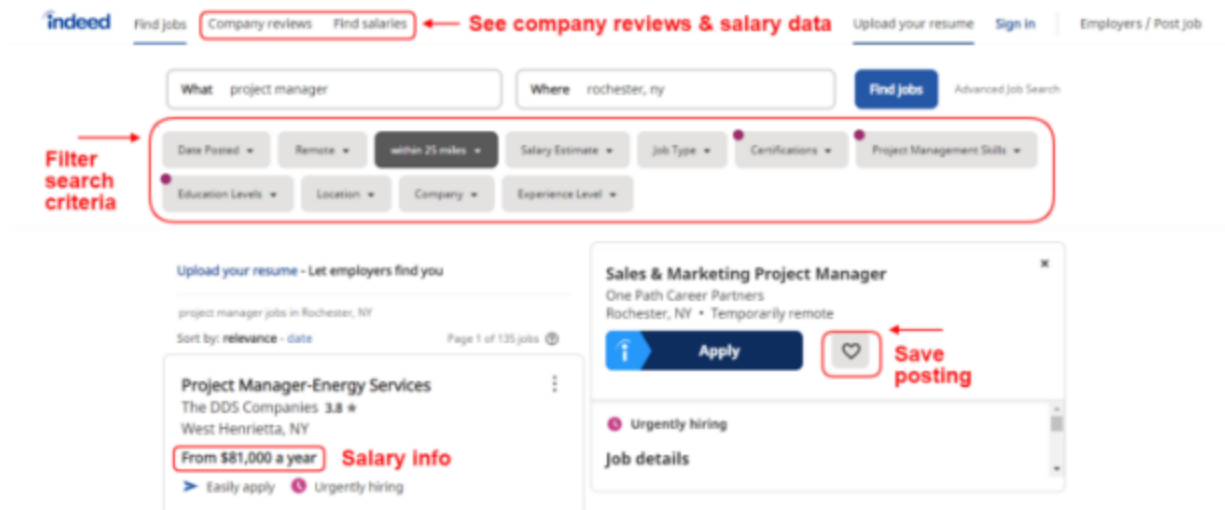 indeed Find jobs Company reviews Find salaries See company reviews & salary data Upload your resume Sign in Employers / Post Job
What project manager Where rochester, ny Find jobs Advanced Job Search
Filter search criteria
Date Posted Remote within 25 miles Salary Estimate Job Type Certifications Project Management Skills
Education Levels Location Company Experience Level
Upload your resume - Let employers find you
project manager jobs in Rochester, NY
Sort by: relevance - date Page 1 of 135 jobs
Project Manager-Energy Services
The DDS Companies 3.8
West Henrietta, NY
From $81,000 a year Salary info
Easily apply Urgently hiring
Sales & Marketing Project Manager
One Path Career Partners
Rochester, NY • Temporarily remote
Apply
Save
posting
Urgently hiring
Job details